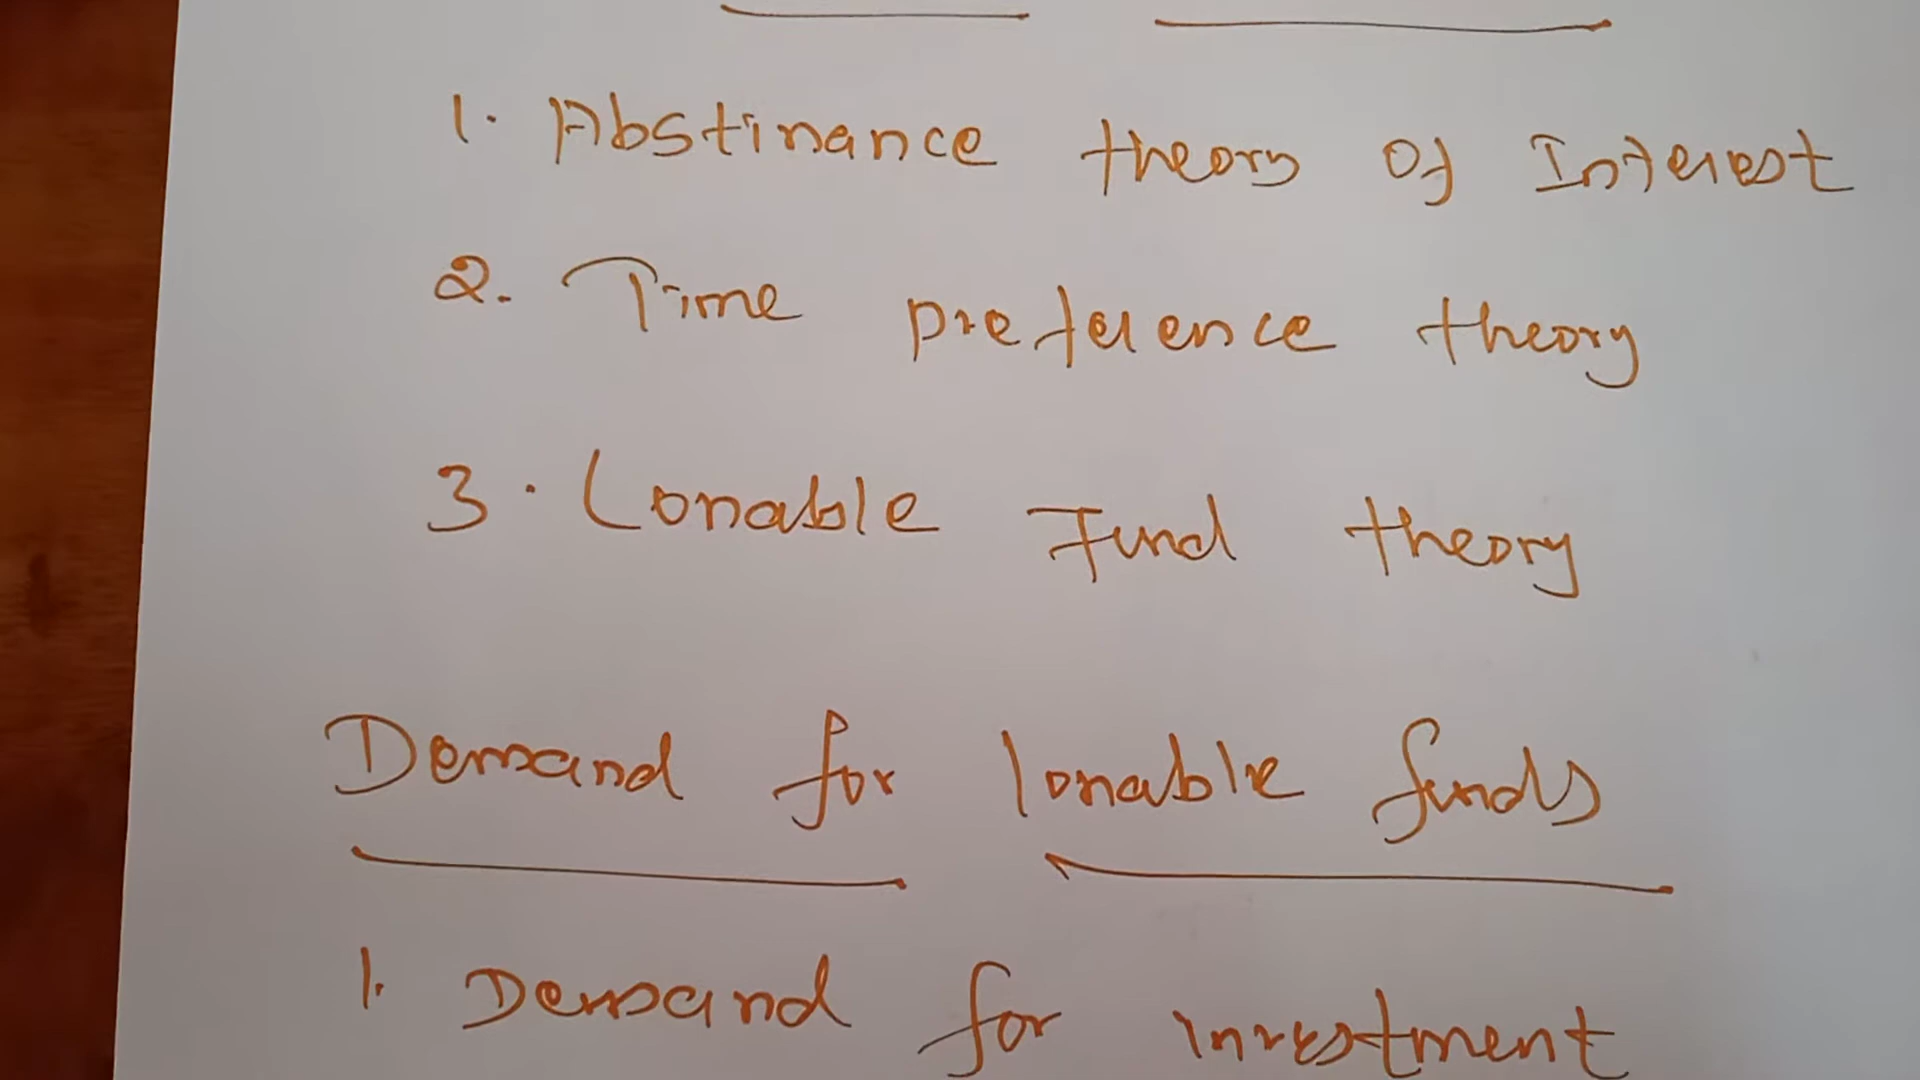 1. Abstinance theory of Interest
2. Time preference theory
3. Lonable Fund theory
Demand for lonable funds
1. Demand for investment